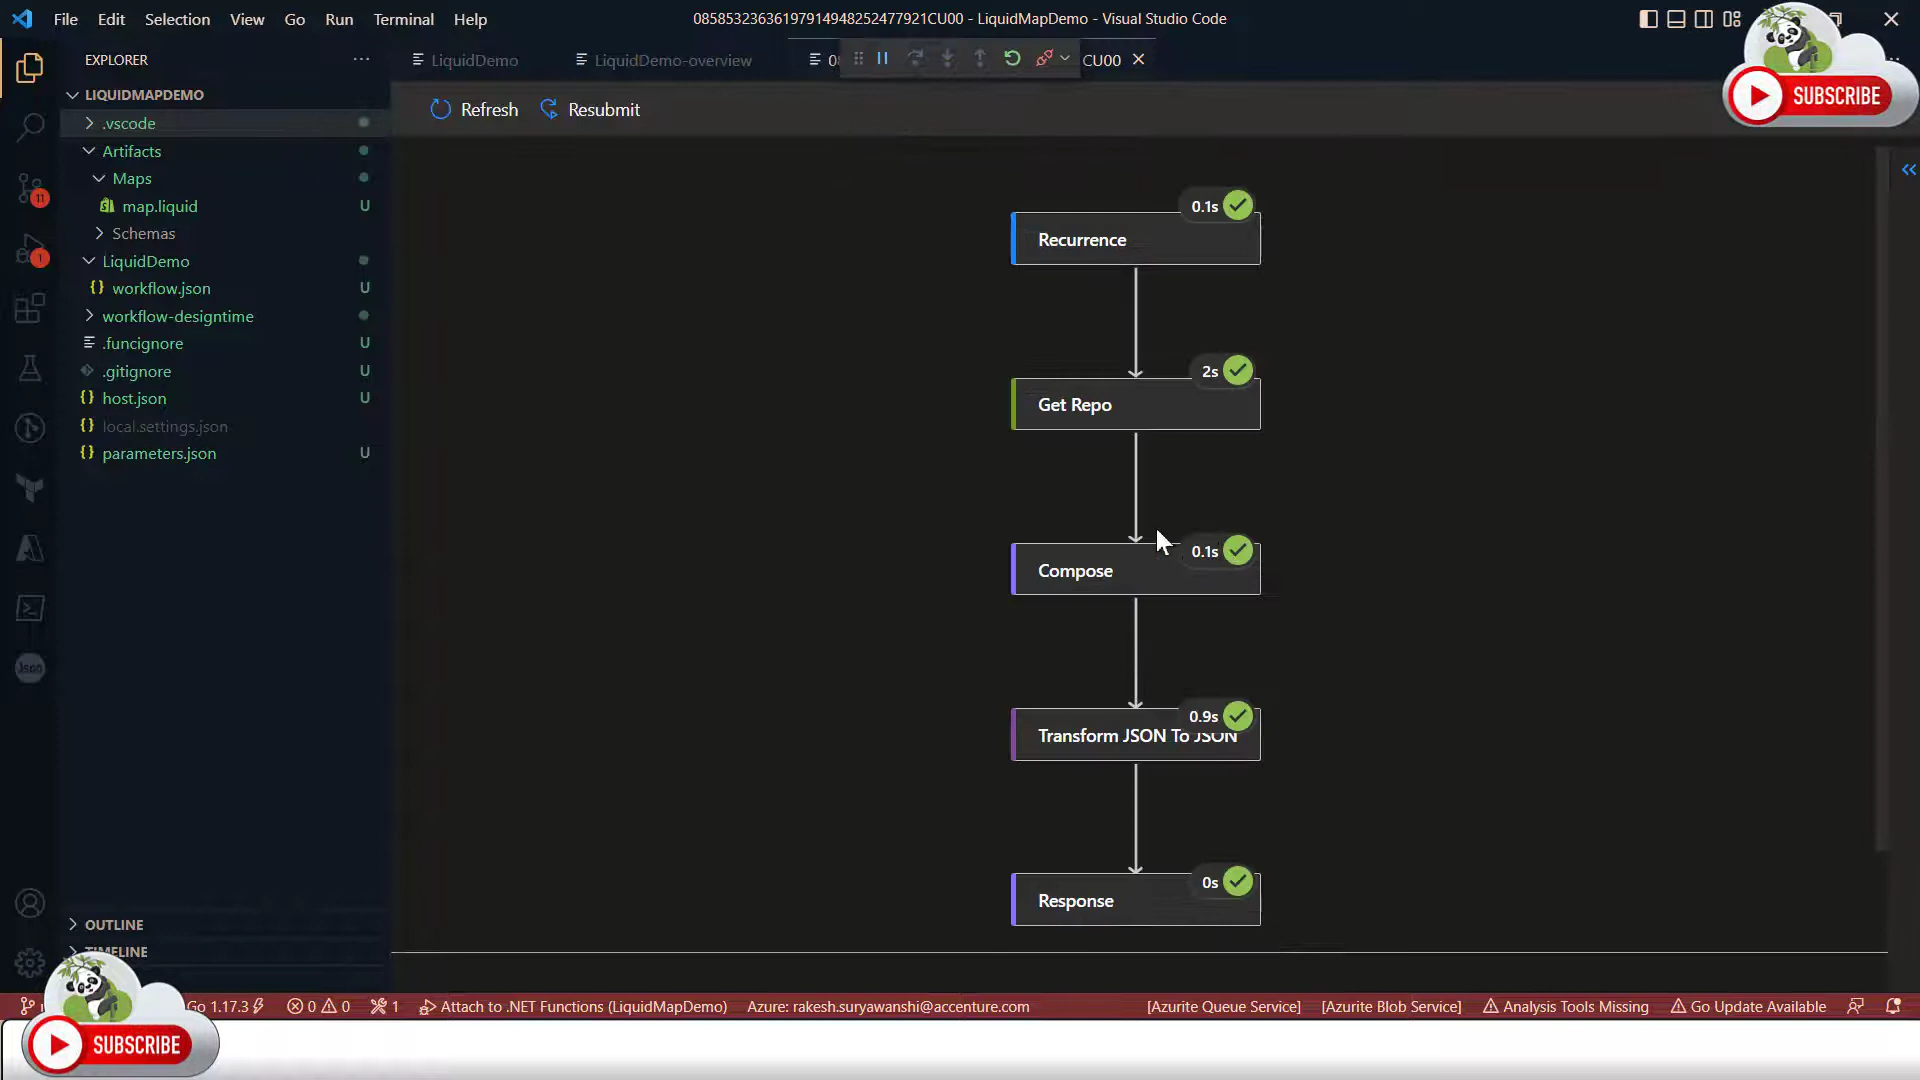 File Edit Selection View Go Run Terminal Help
08585323636197914948252477921CU00 - LiquidMapDemo - Visual Studio Code
EXPLORER
LiquidDemo
LiquidDemo-overview
CU00
SUBSCRIBE
LIQUIDMAPDEMO
Refresh
Resubmit
.vscode
Artifacts
Maps
map.liquid U
Schemas
LiquidDemo
workflow.json U
workflow-designtime
.funcignore U
.gitignore U
host.json U
local.settings.json
parameters.json U
11
1
Json
0.1s
Recurrence
2s
Get Repo
0.1s
Compose
0.9s
Transform JSON To JSON
0s
Response
OUTLINE
TIMELINE
Go 1.17.3
0 0
1
Attach to .NET Functions (LiquidMapDemo)
Azure: rakesh.suryawanshi@accenture.com
[Azurite Queue Service]
[Azurite Blob Service]
Analysis Tools Missing
Go Update Available
SUBSCRIBE